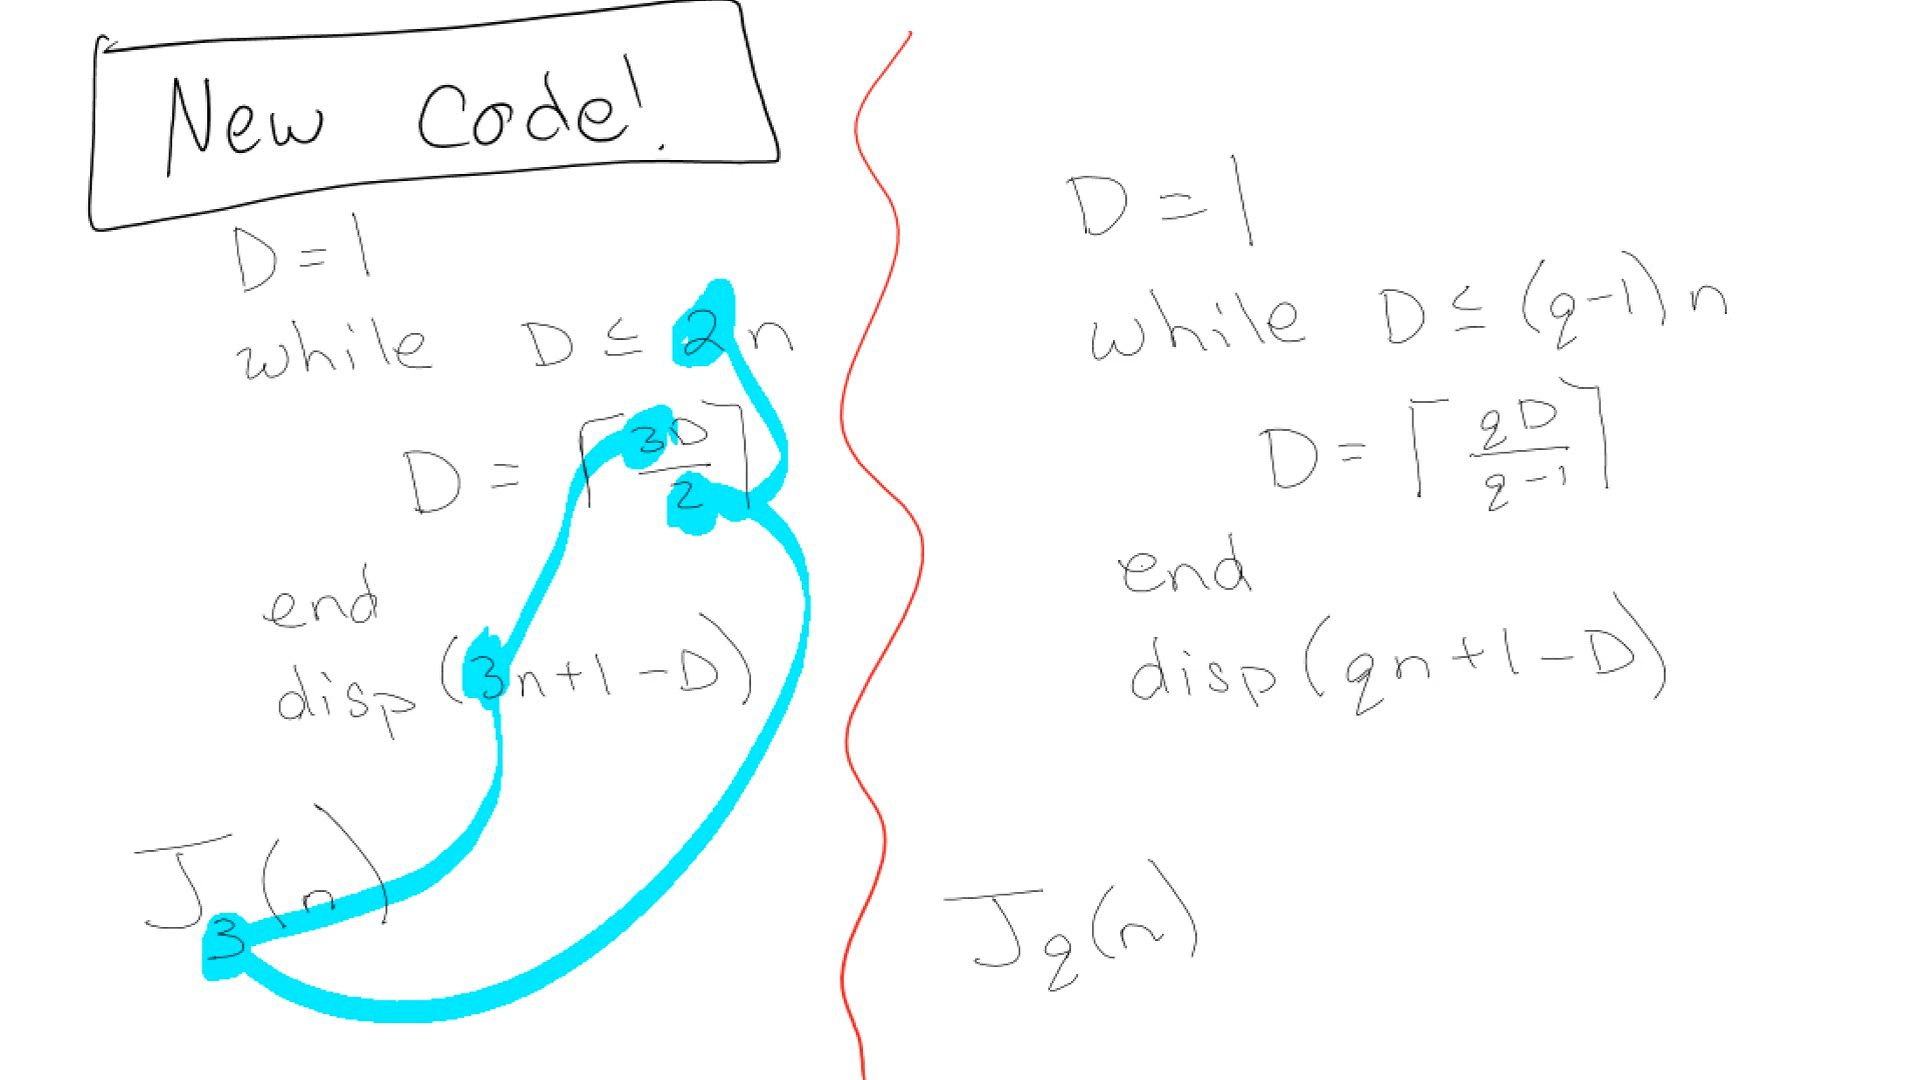 New Code!
D = 1
while D ≤ 2n
D = ⌈3D/2⌉
end
disp(3n+1-D)
J₃(n)
D = 1
while D ≤ (q-1)n
D = ⌈qD/q-1⌉
end
disp(qn+1-D)
J_q(n)